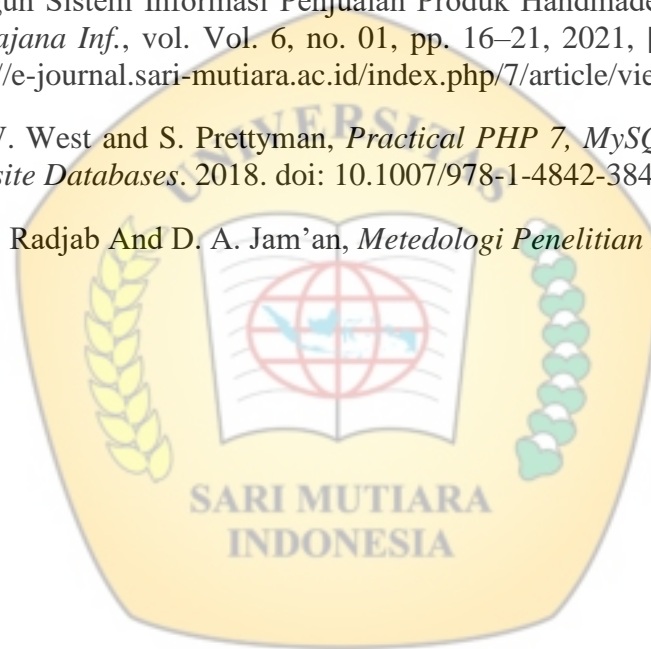 gun Sistem Informasi Penjualan Produk Handmade
ajana Inf., vol. Vol. 6, no. 01, pp. 16–21, 2021, [
//e-journal.sari-mutiara.ac.id/index.php/7/article/vie
V. West and S. Prettyman, Practical PHP 7, MySQ
site Databases. 2018. doi: 10.1007/978-1-4842-384
Radjab And D. A. Jam’an, Metedologi Penelitian
UNIVERSITAS
SARI MUTIARA
INDONESIA